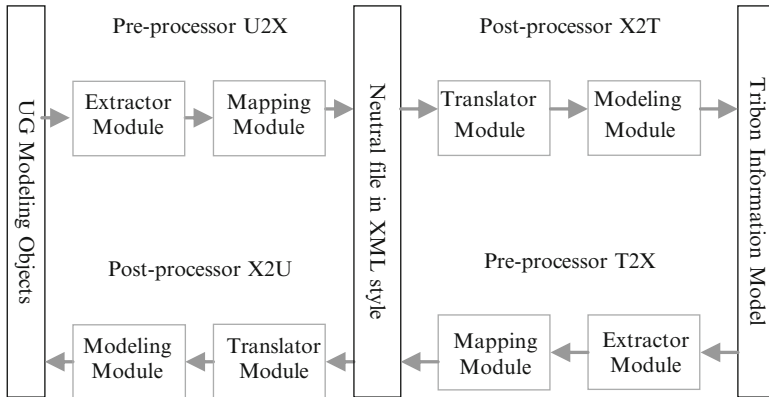 Pre-processor U2X
Post-processor X2T
UG Modeling Objects
Extractor
Module
Mapping
Module
Neutral file in XML style
Translator
Module
Modeling
Module
Tribon Information Model
Post-processor X2U
Pre-processor T2X
Modeling
Module
Translator
Module
Mapping
Module
Extractor
Module